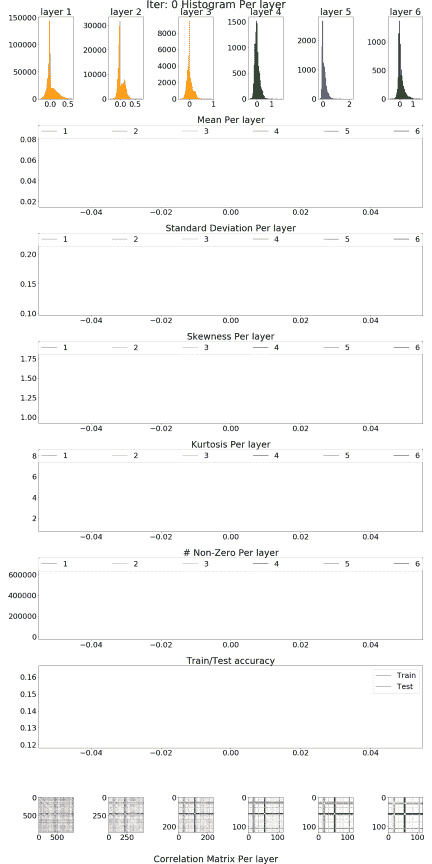 Iter: 0 Histogram Per layer
layer 1 layer 2 layer 3 layer 4 layer 5 layer 6
150000 100000 50000 0 0.0 0.5
30000 20000 10000 0 0.0 0.5
8000 6000 4000 2000 0 0 1
1500 1000 500 0 0 1
2000 1000 0 0 2
1000 500 0 0 1
Mean Per layer
1 2 3 4 5 6
0.08
0.06
0.04
0.02
−0.04 −0.02 0.00 0.02 0.04
Standard Deviation Per layer
1 2 3 4 5 6
0.20
0.15
0.10
−0.04 −0.02 0.00 0.02 0.04
Skewness Per layer
1 2 3 4 5 6
1.75
1.50
1.25
1.00
−0.04 −0.02 0.00 0.02 0.04
Kurtosis Per layer
1 2 3 4 5 6
8
6
4
2
−0.04 −0.02 0.00 0.02 0.04
# Non-Zero Per layer
1 2 3 4 5 6
600000
400000
200000
0
−0.04 −0.02 0.00 0.02 0.04
Train/Test accuracy
Train
Test
0.16
0.15
0.14
0.13
0.12
−0.04 −0.02 0.00 0.02 0.04
0 500 0 500
0 250 0 250
0 200 0 200
0 100 0 100
0 100 0 100
0 100 0 100
Correlation Matrix Per layer